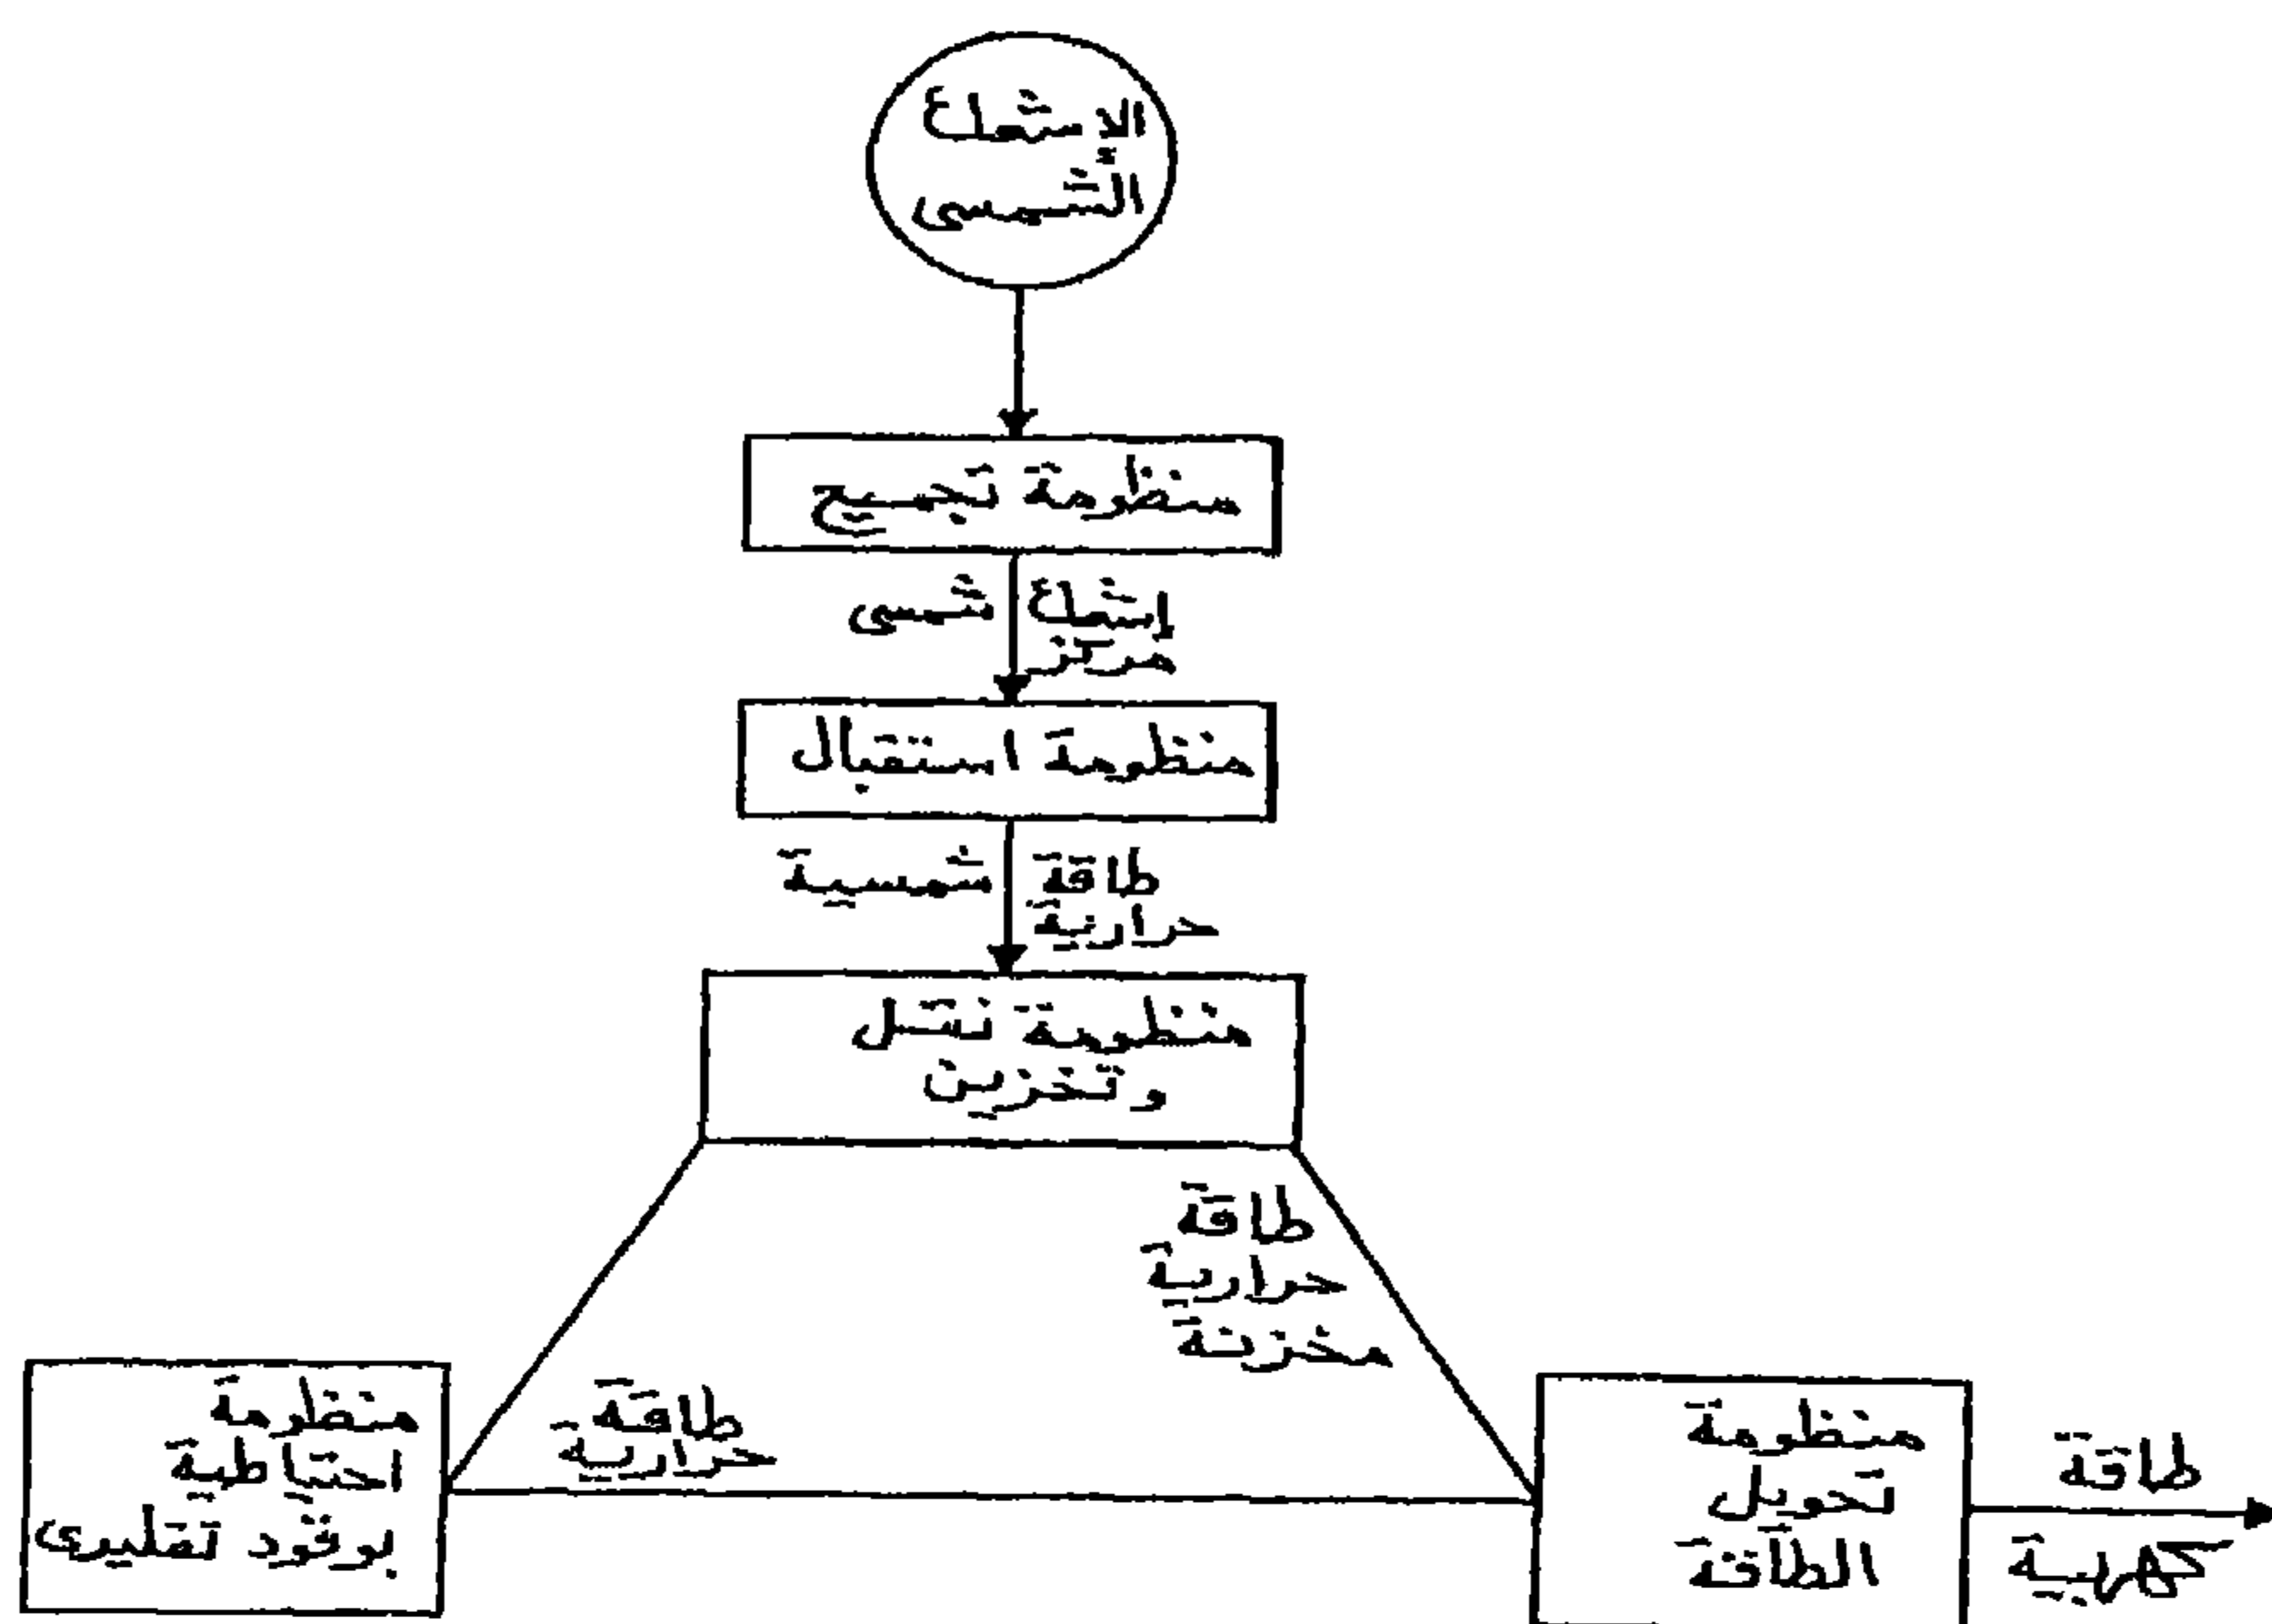 الإشعاع
الشمسى
منظومة تجميع
إشعاع شمسى
مركز
منظومة استقبال
طاقة شمسية
حرارية
منظومة نقل
وتخزين
طاقة
حرارية
مخزنة
طاقة
حرارية
منظومة
احتياطية
بوقود تقليدى
منظومة
تحويل
الطاقة
طاقة
كهربية